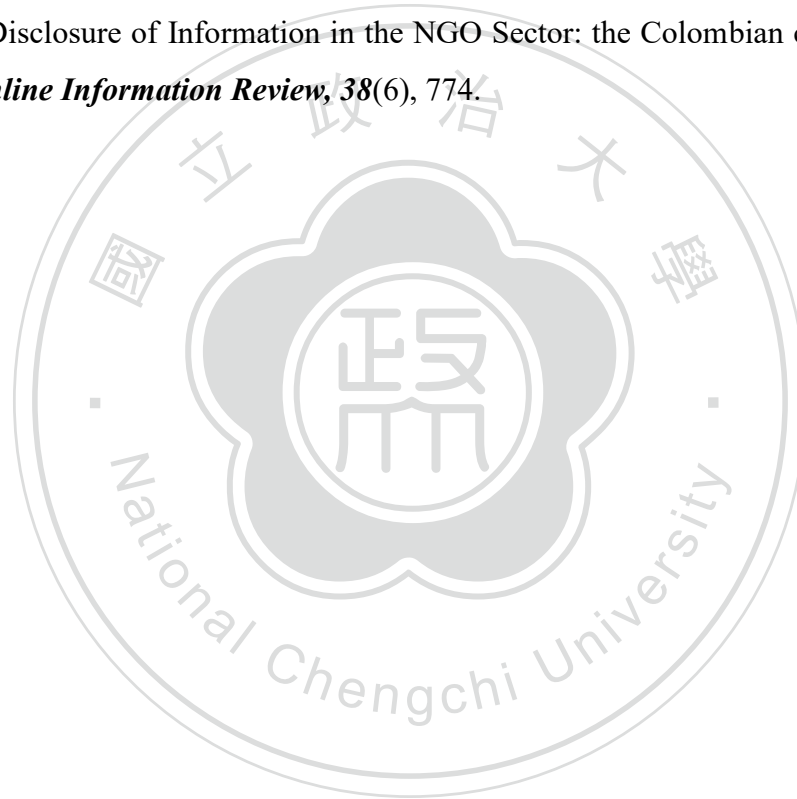 Disclosure of Information in the NGO Sector: the Colombian
nline Information Review, 38(6), 774.
國立政治大學
政
National Chengchi University